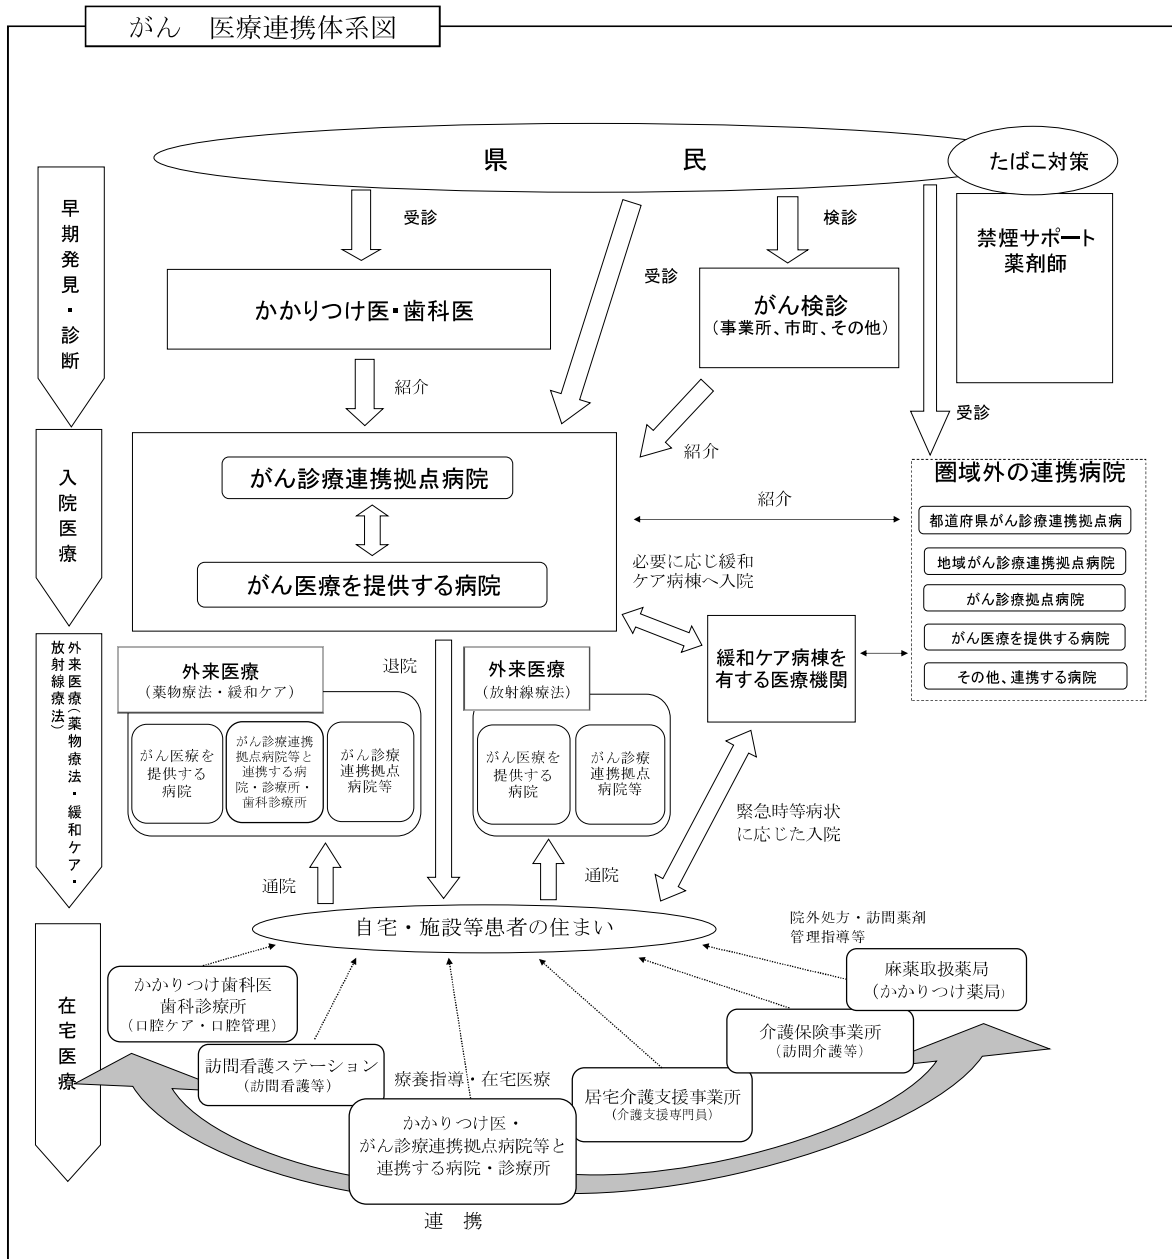 がん　医療連携体系図
県　民
たばこ対策
早期発見・診断
受診
検診
禁煙サポート
薬剤師
かかりつけ医・歯科医
受診
がん検診
（事業所、市町、その他）
紹介
紹介
受診
入院医療
がん診療連携拠点病院
がん医療を提供する病院
紹介
圏域外の連携病院
都道府県がん診療連携拠点病
地域がん診療連携拠点病院
がん診療拠点病院
がん医療を提供する病院
その他、連携する病院
必要に応じ緩和
ケア病棟へ入院
緩和ケア病棟を
有する医療機関
外来医療（薬物療法・緩和ケア・
放射線療法）
外来医療
（薬物療法・緩和ケア）
がん医療を
提供する
病院
がん診療連携
拠点病院等と
連携する病
院・診療所・
歯科診療所
がん診療
連携拠点
病院等
退院
外来医療
（放射線療法）
がん医療を
提供する
病院
がん診療
連携拠点
病院等
緊急時等病状
に応じた入院
通院
通院
在宅医療
自宅・施設等患者の住まい
院外処方・訪問薬剤
管理指導等
かかりつけ歯科医
歯科診療所
（口腔ケア・口腔管理）
訪問看護ステーション
（訪問看護等）
療養指導・在宅医療
かかりつけ医・
がん診療連携拠点病院等と
連携する病院・診療所
居宅介護支援事業所
（介護支援専門員）
介護保険事業所
（訪問介護等）
麻薬取扱薬局
（かかりつけ薬局）
連　携